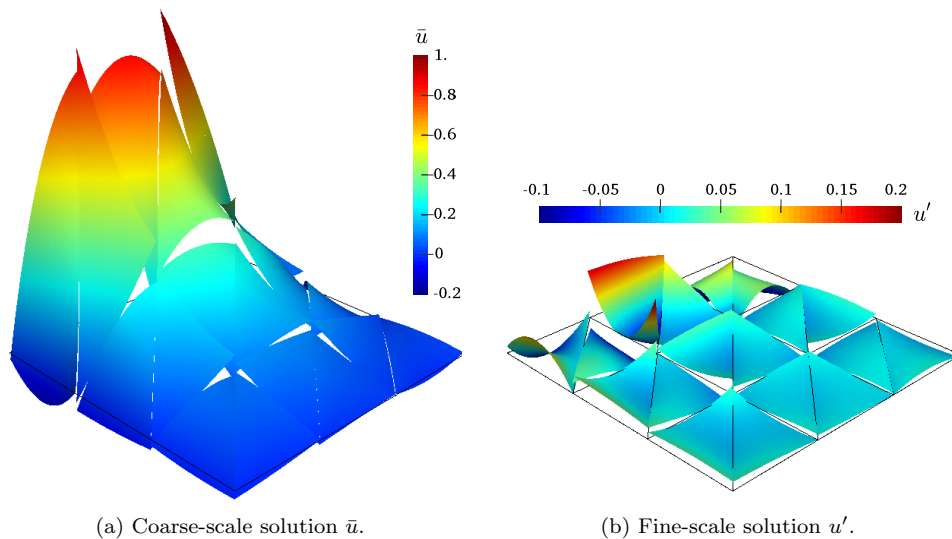 ū
1.
-0.8
-0.6
-0.4
-0.2
0
-0.2
-0.1 -0.05 0 0.05 0.1 0.15 0.2
u′
(a) Coarse-scale solution ū.
(b) Fine-scale solution u′.